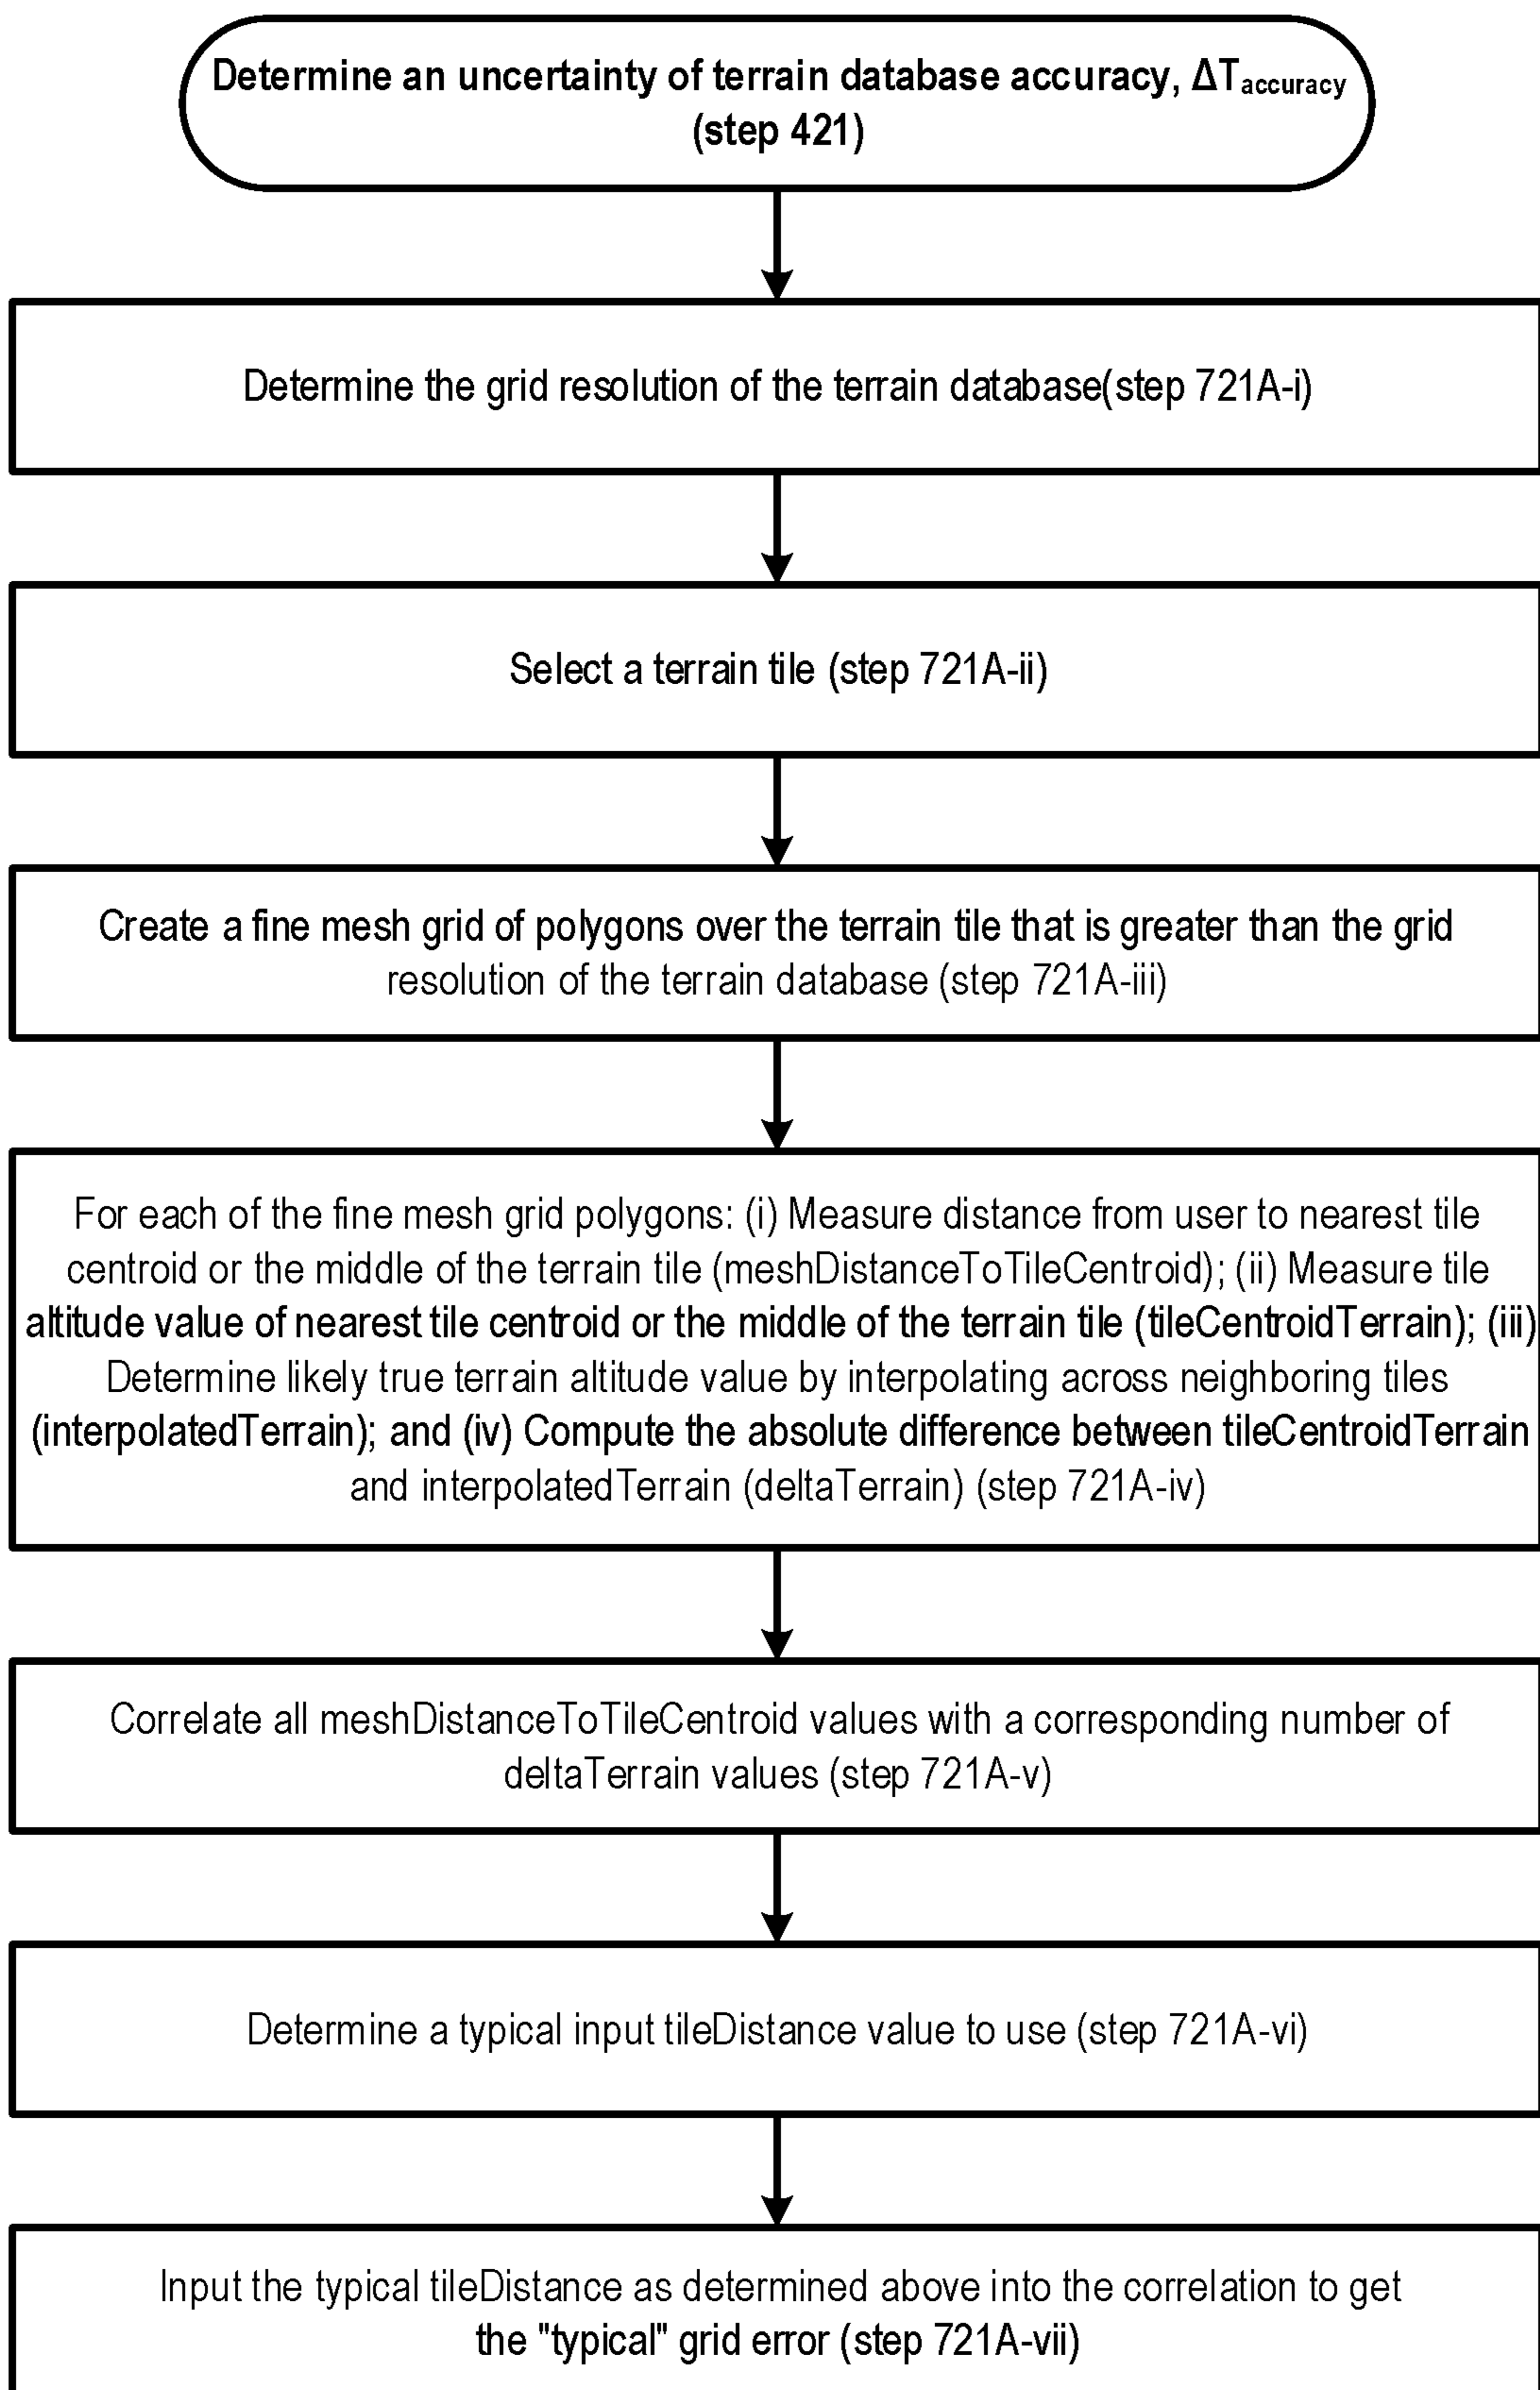 Determine an uncertainty of terrain database accuracy, ΔTaccuracy
(step 421)
Determine the grid resolution of the terrain database(step 721A-i)
Select a terrain tile (step 721A-ii)
Create a fine mesh grid of polygons over the terrain tile that is greater than the grid
resolution of the terrain database (step 721A-iii)
For each of the fine mesh grid polygons: (i) Measure distance from user to nearest tile
centroid or the middle of the terrain tile (meshDistanceToTileCentroid); (ii) Measure tile
altitude value of nearest tile centroid or the middle of the terrain tile (tileCentroidTerrain); (iii)
Determine likely true terrain altitude value by interpolating across neighboring tiles
(interpolatedTerrain); and (iv) Compute the absolute difference between tileCentroidTerrain
and interpolatedTerrain (deltaTerrain) (step 721A-iv)
Correlate all meshDistanceToTileCentroid values with a corresponding number of
deltaTerrain values (step 721A-v)
Determine a typical input tileDistance value to use (step 721A-vi)
Input the typical tileDistance as determined above into the correlation to get
the "typical" grid error (step 721A-vii)